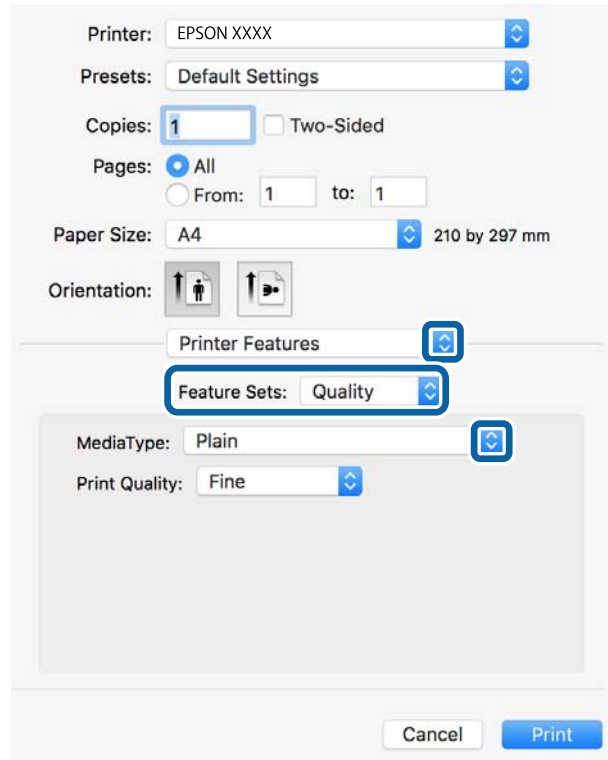 Printer: EPSON XXXX
Presets: Default Settings
Copies: 1 Two-Sided
Pages: All
From: 1 to: 1
Paper Size: A4 210 by 297 mm
Orientation:
Printer Features
Feature Sets: Quality
MediaType: Plain
Print Quality: Fine
Cancel Print